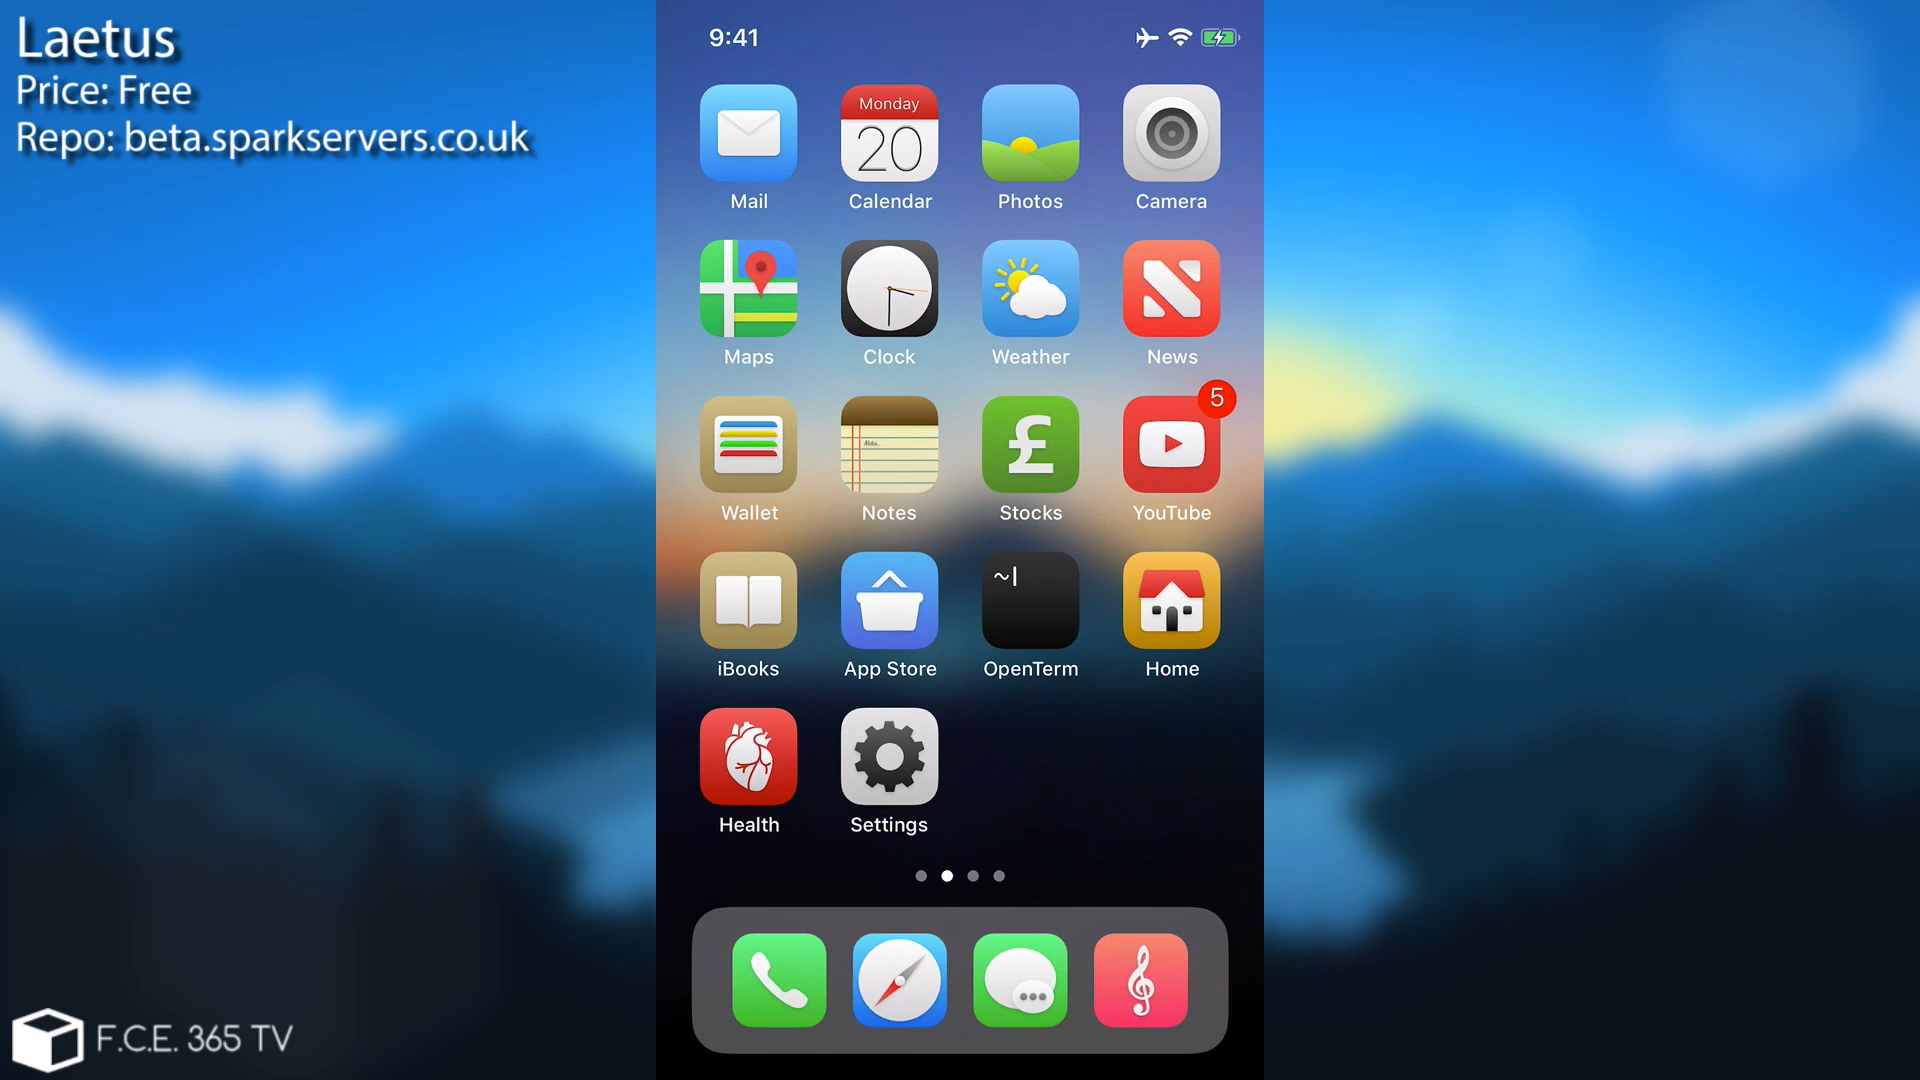 Laetus
Price: Free
Repo: beta.sparkservers.co.uk
9:41
Monday
20
Mail
Calendar
Photos
Camera
Maps
Clock
Weather
News
5
£
Wallet
Notes
Stocks
YouTube
~|
iBooks
App Store
OpenTerm
Home
Health
Settings
F.C.E. 365 TV